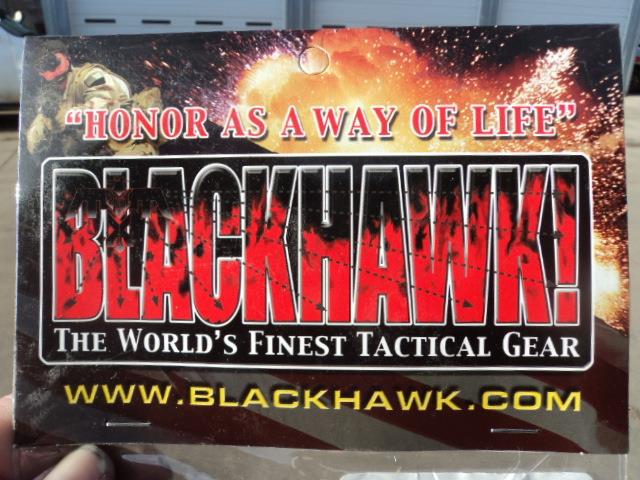 "HONOR AS A WAY OF LIFE"
BLACKHAWK!
THE WORLD'S FINEST TACTICAL GEAR
WWW.BLACKHAWK.COM